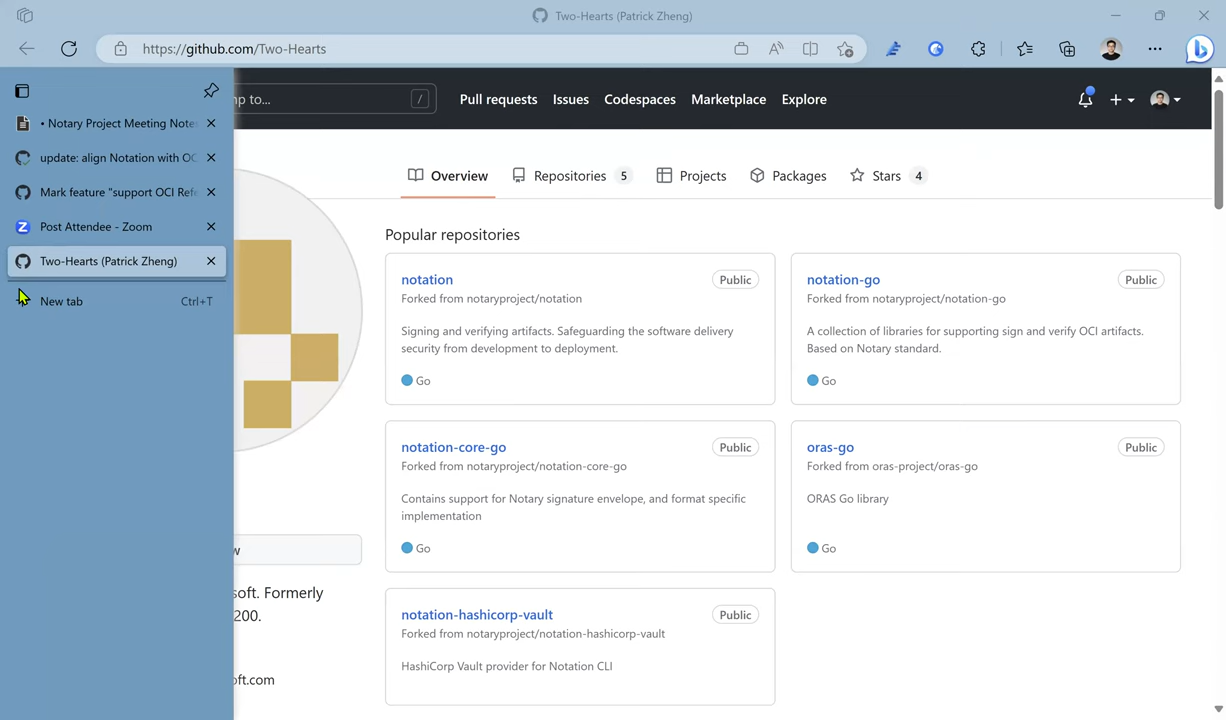 Two-Hearts (Patrick Zheng)
https://github.com/Two-Hearts
• Notary Project Meeting Notes
update: align Notation with OC
Mark feature "support OCI Refe
Post Attendee - Zoom
Two-Hearts (Patrick Zheng)
New tab Ctrl+T
to... / Pull requests Issues Codespaces Marketplace Explore
Overview Repositories 5 Projects Packages Stars 4
Popular repositories
notation Public
Forked from notaryproject/notation
Signing and verifying artifacts. Safeguarding the software delivery
security from development to deployment.
Go
notation-go Public
Forked from notaryproject/notation-go
A collection of libraries for supporting sign and verify OCI artifacts.
Based on Notary standard.
Go
notation-core-go Public
Forked from notaryproject/notation-core-go
Contains support for Notary signature envelope, and format specific
implementation
Go
oras-go Public
Forked from oras-project/oras-go
ORAS Go library
Go
notation-hashicorp-vault Public
Forked from notaryproject/notation-hashicorp-vault
HashiCorp Vault provider for Notation CLI
w
soft. Formerly
200.
oft.com